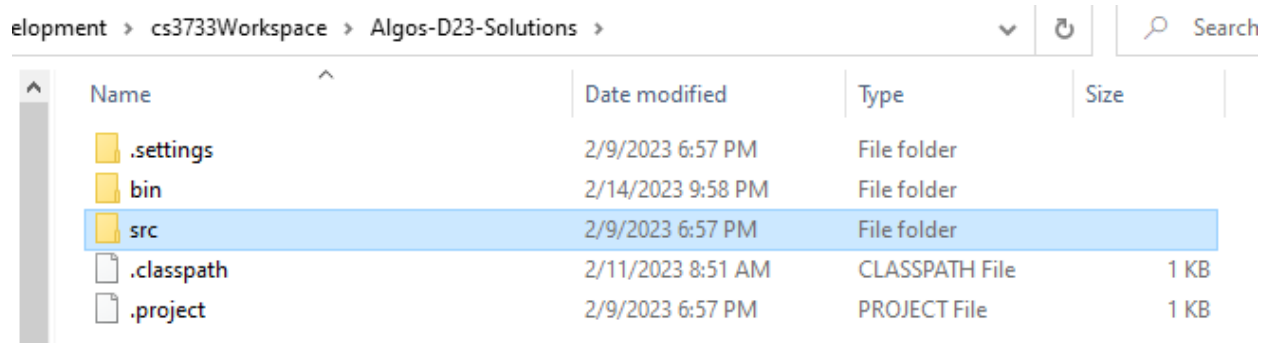 elopment > cs3733Workspace > Algos-D23-Solutions > Search
Name Date modified Type Size
.settings 2/9/2023 6:57 PM File folder
bin 2/14/2023 9:58 PM File folder
src 2/9/2023 6:57 PM File folder
.classpath 2/11/2023 8:51 AM CLASSPATH File 1 KB
.project 2/9/2023 6:57 PM PROJECT File 1 KB